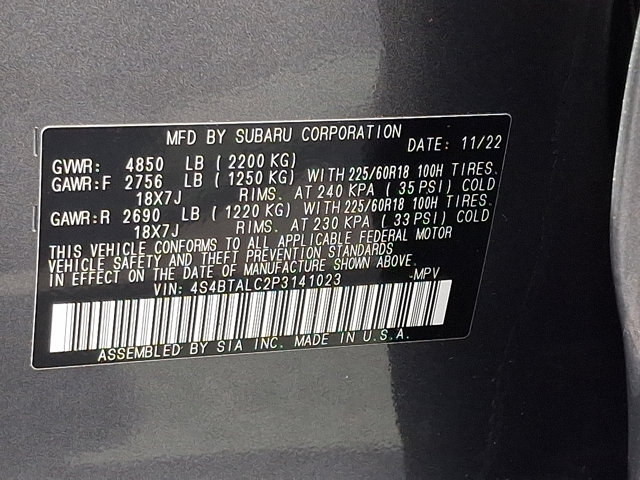 MFD BY SUBARU CORPORATION DATE: 11/22
GVWR: 4850 LB (2200 KG)
GAWR:F 2756 LB (1250 KG) WITH 225/60R18 100H TIRES.
18X7J RIMS. AT 240 KPA (35 PSI) COLD
GAWR:R 2690 LB (1220 KG) WITH 225/60R18 100H TIRES.
18X7J RIMS. AT 230 KPA (33 PSI) COLD
THIS VEHICLE CONFORMS TO ALL APPLICABLE FEDERAL MOTOR
VEHICLE SAFETY AND THEFT PREVENTION STANDARDS
IN EFFECT ON THE DATE OF MANUFACTURE SHOWN ABOVE.
VIN: 4S4BTALC2P3141023 -MPV
ASSEMBLED BY SIA INC. MADE IN U.S.A.